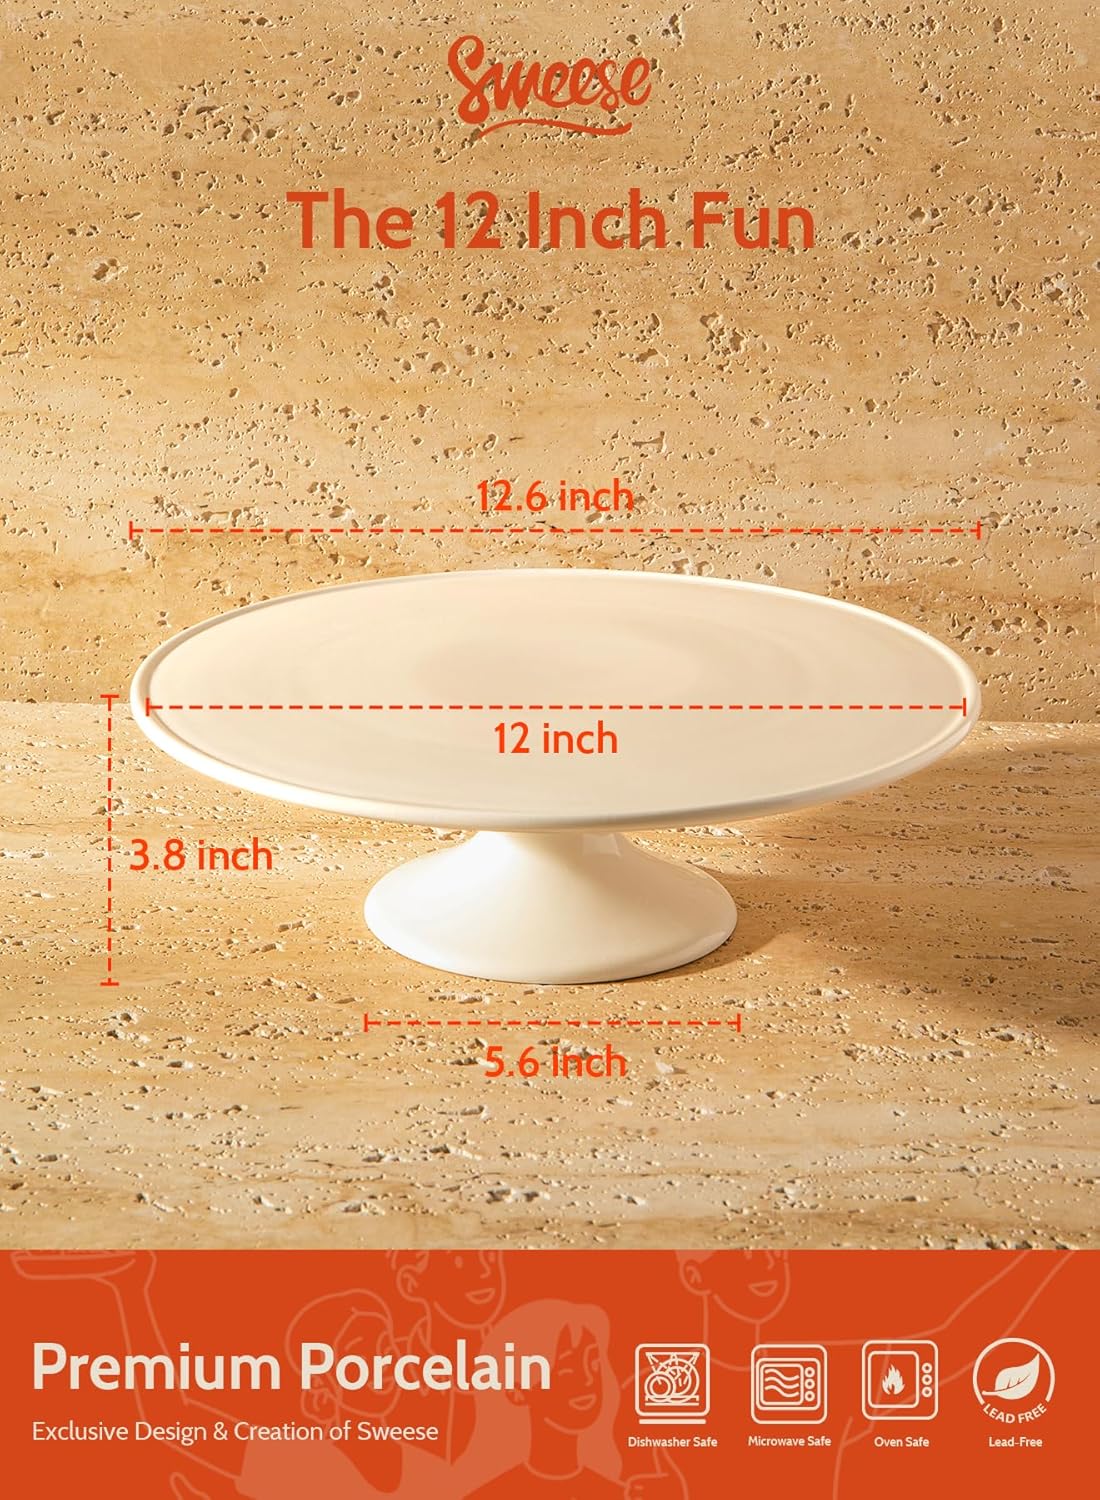 Sweese
The 12 Inch Fun
12.6 inch
12 inch
3.8 inch
5.6 inch
Premium Porcelain
Exclusive Design & Creation of Sweese
LEAD FREE
Dishwasher Safe
Microwave Safe
Oven Safe
Lead-Free